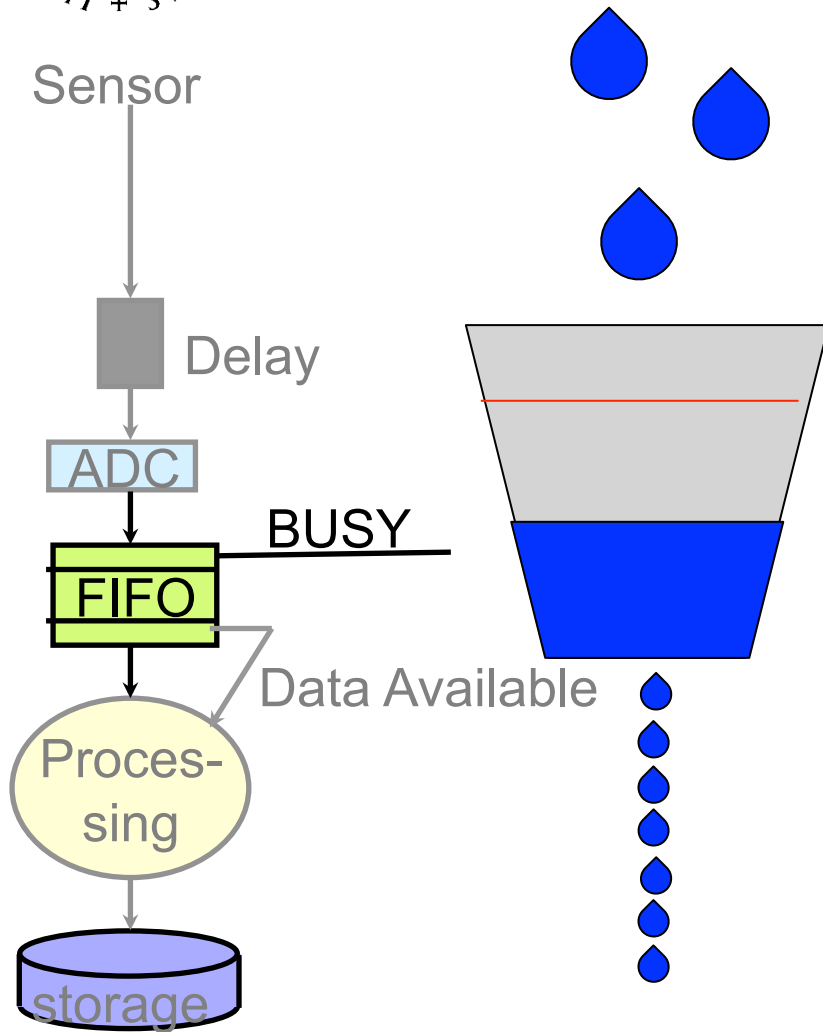 Sensor
Delay
ADC
BUSY
FIFO
Data Available
Proces-
sing
storage